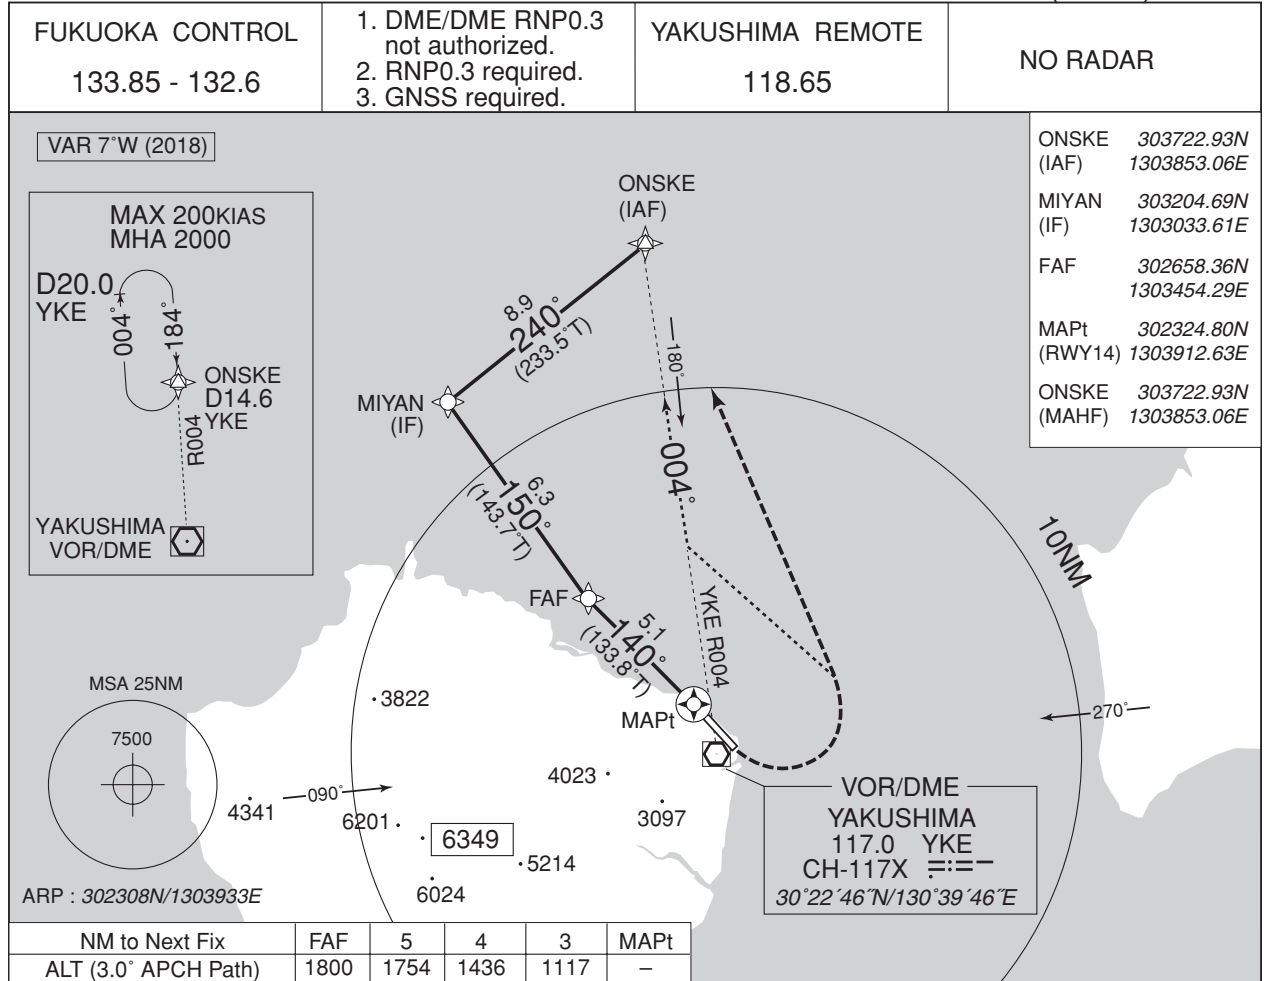 FUKUOKA CONTROL
133.85 - 132.6
1. DME/DME RNP0.3
not authorized.
2. RNP0.3 required.
3. GNSS required.
YAKUSHIMA REMOTE
118.65
NO RADAR
VAR 7°W (2018)
ONSKE 303722.93N
(IAF) 1303853.06E
MIYAN 303204.69N
(IF) 1303033.61E
FAF 302658.36N
1303454.29E
MAPt 302324.80N
(RWY14) 1303912.63E
ONSKE 303722.93N
(MAHF) 1303853.06E
MAX 200KIAS
MHA 2000
D20.0
YKE
004°
184°
ONSKE
D14.6
YKE
R004
YAKUSHIMA
VOR/DME
ONSKE
(IAF)
8.9
240°
(233.5°T)
MIYAN
(IF)
180°
004°
6.3
150°
(143.7°T)
10NM
FAF
5.1
140°
(133.8°T)
YKE R004
MAPt
MSA 25NM
7500
3822
270°
4023
4341
090°
6201
3097
6349
5214
6024
VOR/DME
YAKUSHIMA
117.0 YKE
CH-117X
30°22´46˝N/130°39´46˝E
ARP : 302308N/1303933E
NM to Next Fix FAF 5 4 3 MAPt
ALT (3.0° APCH Path) 1800 1754 1436 1117 –